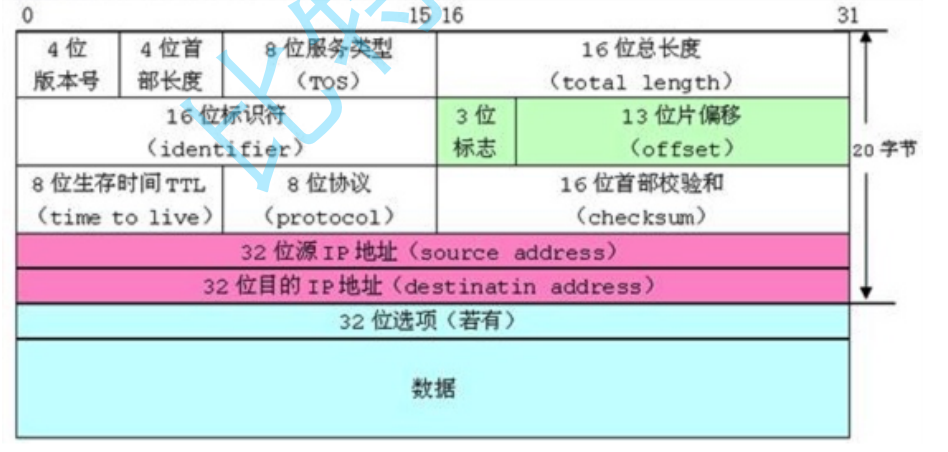 0 15 16 31
4 位 4 位首 8 位服务类型 16 位总长度
版本号 部长度 （TOS） （total length）
16 位标识符 3 位 13 位片偏移
（identifier） 标志 （offset） 20 字节
8 位生存时间 TTL 8 位协议 16 位首部校验和
（time to live） （protocol） （checksum）
32 位源 IP 地址（source address）
32 位目的 IP 地址（destinatin address）
32 位选项（若有）
数据
比特